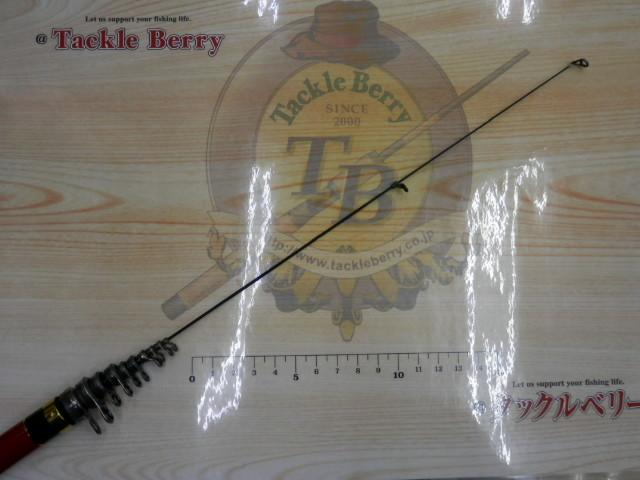 Let us support your fishing life.
@ Tackle Berry
Tackle Berry
SINCE
2000
TB
http://www.tackleberry.co.jp
0 1 2 3 4 5 6 7 8 9 10 11 12 13
Let us support your fishing life.
タックルベリー